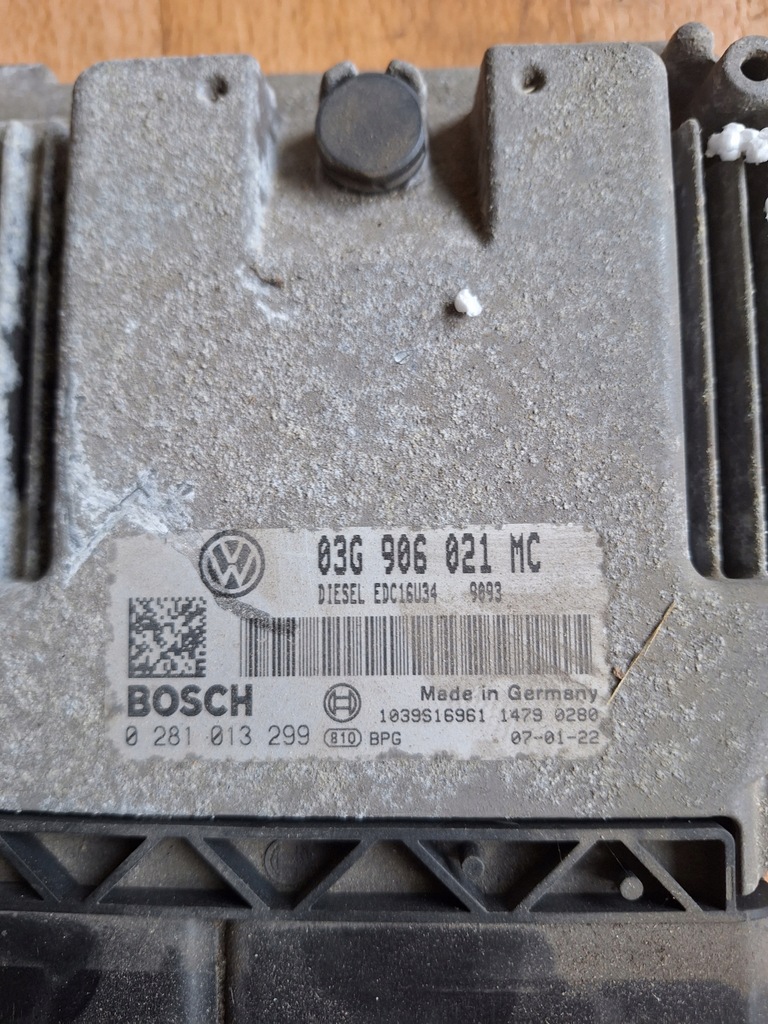 03G 906 021 MC
DIESEL EDC16U34 9093
BOSCH
Made in Germany
1039S16961 1479 0280
0 281 013 299 810 BPG 07-01-22